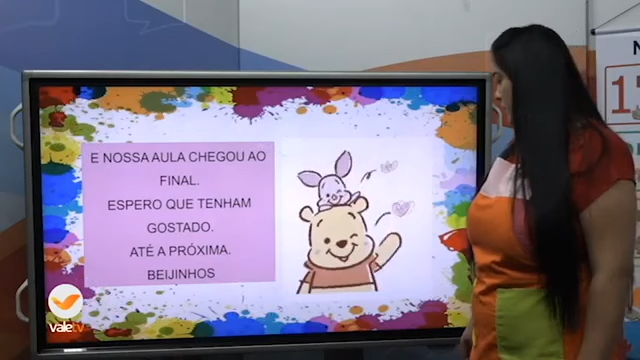 E NOSSA AULA CHEGOU AO
FINAL.
ESPERO QUE TENHAM
GOSTADO.
ATÉ A PRÓXIMA.
BEIJINHOS
valetv
N